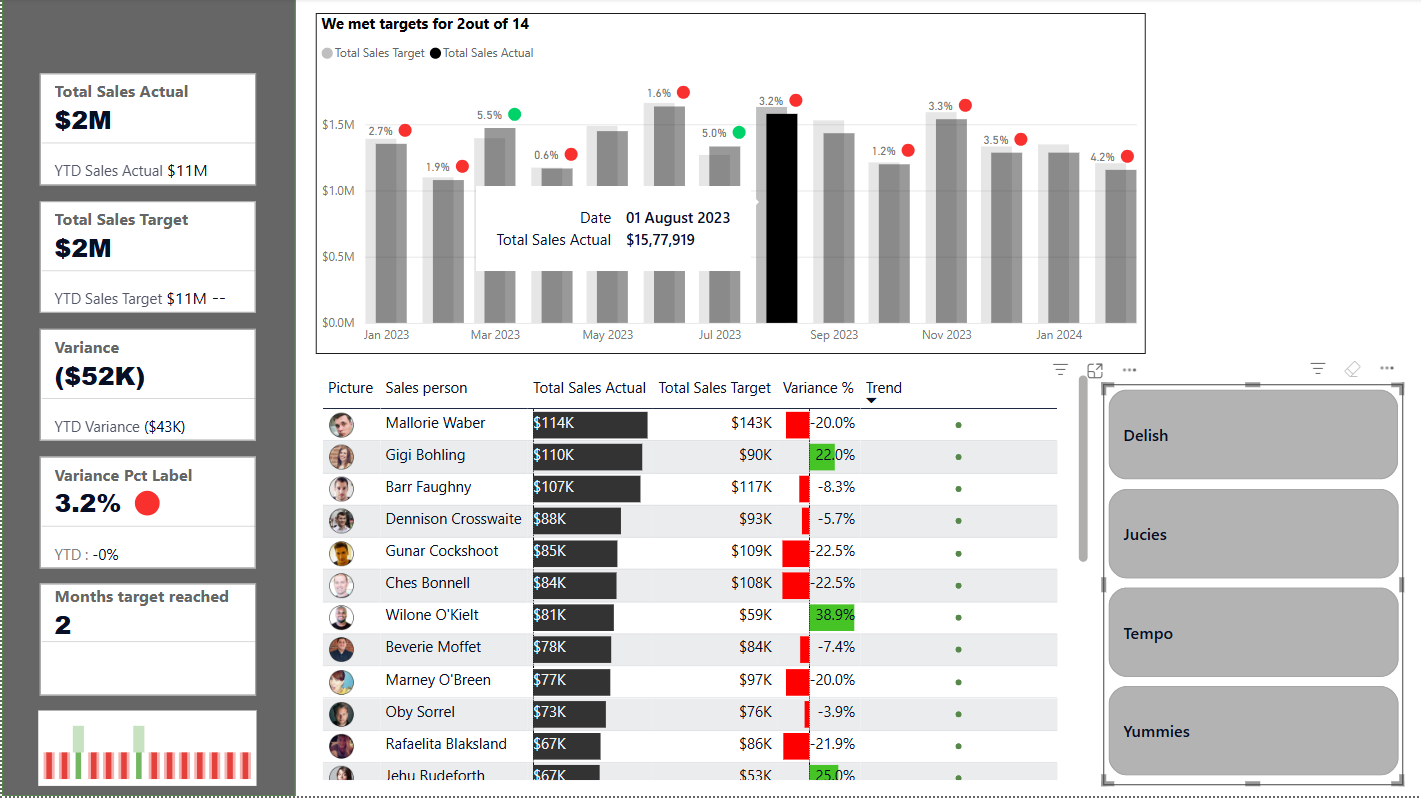 Total Sales Actual
$2M
YTD Sales Actual $11M
Total Sales Target
$2M
YTD Sales Target $11M --
Variance
($52K)
YTD Variance ($43K)
Variance Pct Label
3.2%
YTD : -0%
Months target reached
2
We met targets for 2out of 14
Total Sales Target Total Sales Actual
$1.5M
$1.0M
$0.5M
$0.0M
2.7%
1.9%
5.5%
0.6%
1.6%
5.0%
3.2%
1.2%
3.3%
3.5%
4.2%
Date 01 August 2023
Total Sales Actual $15,77,919
Jan 2023 Mar 2023 May 2023 Jul 2023 Sep 2023 Nov 2023 Jan 2024
Picture Sales person Total Sales Actual Total Sales Target Variance % Trend
Mallorie Waber $114K $143K -20.0%
Gigi Bohling $110K $90K 22.0%
Barr Faughny $107K $117K -8.3%
Dennison Crosswaite $88K $93K -5.7%
Gunar Cockshoot $85K $109K -22.5%
Ches Bonnell $84K $108K -22.5%
Wilone O'Kielt $81K $59K 38.9%
Beverie Moffet $78K $84K -7.4%
Marney O'Breen $77K $97K -20.0%
Oby Sorrel $73K $76K -3.9%
Rafaelita Blaksland $67K $86K -21.9%
Jehu Rudeforth $67K $53K 25.0%
Delish
Jucies
Tempo
Yummies